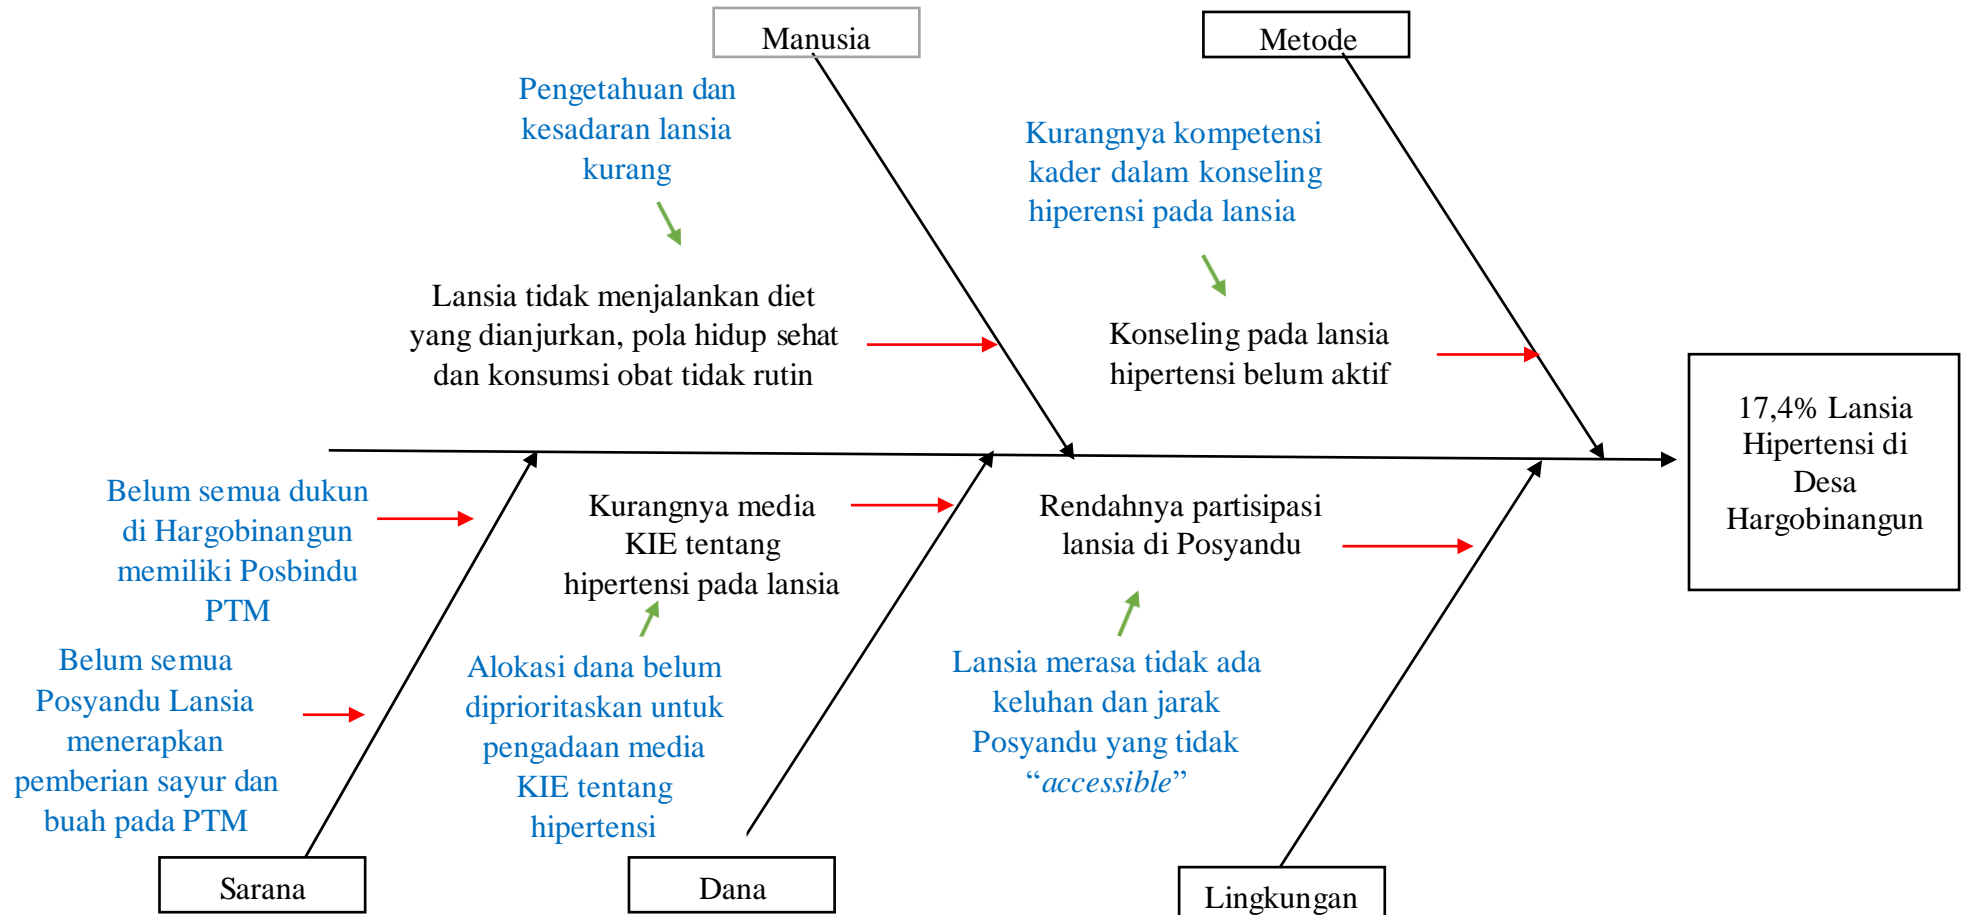 Manusia
Metode
Pengetahuan dan
kesadaran lansia
kurang
Kurangnya kompetensi
kader dalam konseling
hiperensi pada lansia
Lansia tidak menjalankan diet
yang dianjurkan, pola hidup sehat
dan konsumsi obat tidak rutin
Konseling pada lansia
hipertensi belum aktif
17,4% Lansia
Hipertensi di
Desa
Hargobinangun
Belum semua dukun
di Hargobinangun
memiliki Posbindu
PTM
Kurangnya media
KIE tentang
hipertensi pada lansia
Rendahnya partisipasi
lansia di Posyandu
Belum semua
Posyandu Lansia
menerapkan
pemberian sayur dan
buah pada PTM
Alokasi dana belum
diprioritaskan untuk
pengadaan media
KIE tentang
hipertensi
Lansia merasa tidak ada
keluhan dan jarak
Posyandu yang tidak
“accessible”
Sarana
Dana
Lingkungan